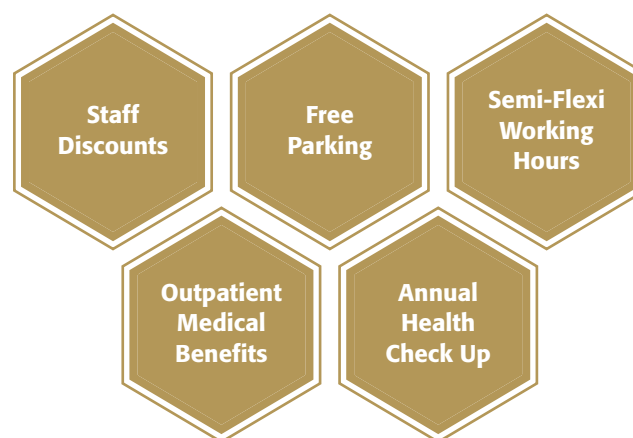 Staff
Discounts
Free
Parking
Semi-Flexi
Working
Hours
Outpatient
Medical
Benefits
Annual
Health
Check Up